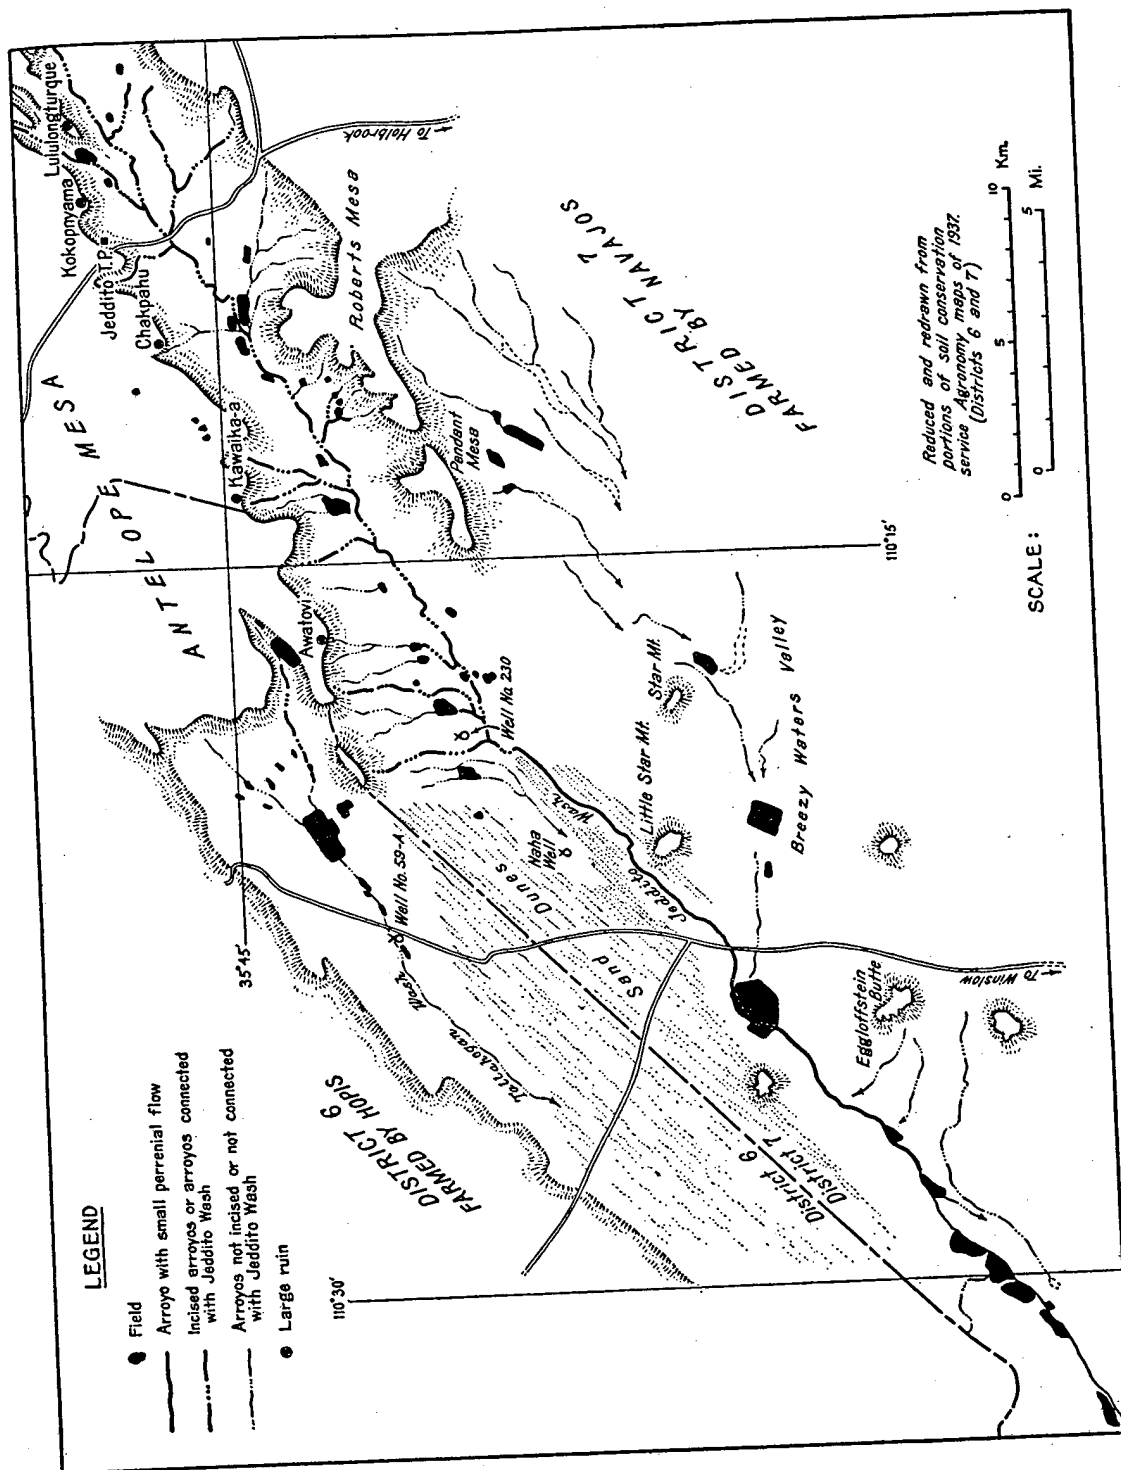 LEGEND
Field
Arroyo with small perrenial flow
Incised arroyos or arroyos connected
with Jeddito Wash
Arroyos not incised or not connected
with Jeddito Wash
Large ruin
Lululongturque
Kokopnyama
Jeddito T.P.
Chakpahu
Kawaika-a
Awatovi
ANTELOPE MESA
To Holbrook
Roberts Mesa
Pendant
Mesa
DISTRICT 7
FARMED BY NAVAJOS
35°45'
110°15'
110°30'
Well No. 230
Well No. 59-A
Naha
Well
Sand Dunes
Jeddito Wash
Tallahogan Wash
Little Star Mt.
Star Mt.
Breezy Waters Valley
Eggloffstein
Butte
To Winslow
DISTRICT 6
FARMED BY HOPIS
District 6
District 7
Reduced and redrawn from
portions of soil conservation
service Agronomy maps of 1937.
(Districts 6 and 7)
SCALE:
0 5 10 Km.
0 5 Mi.